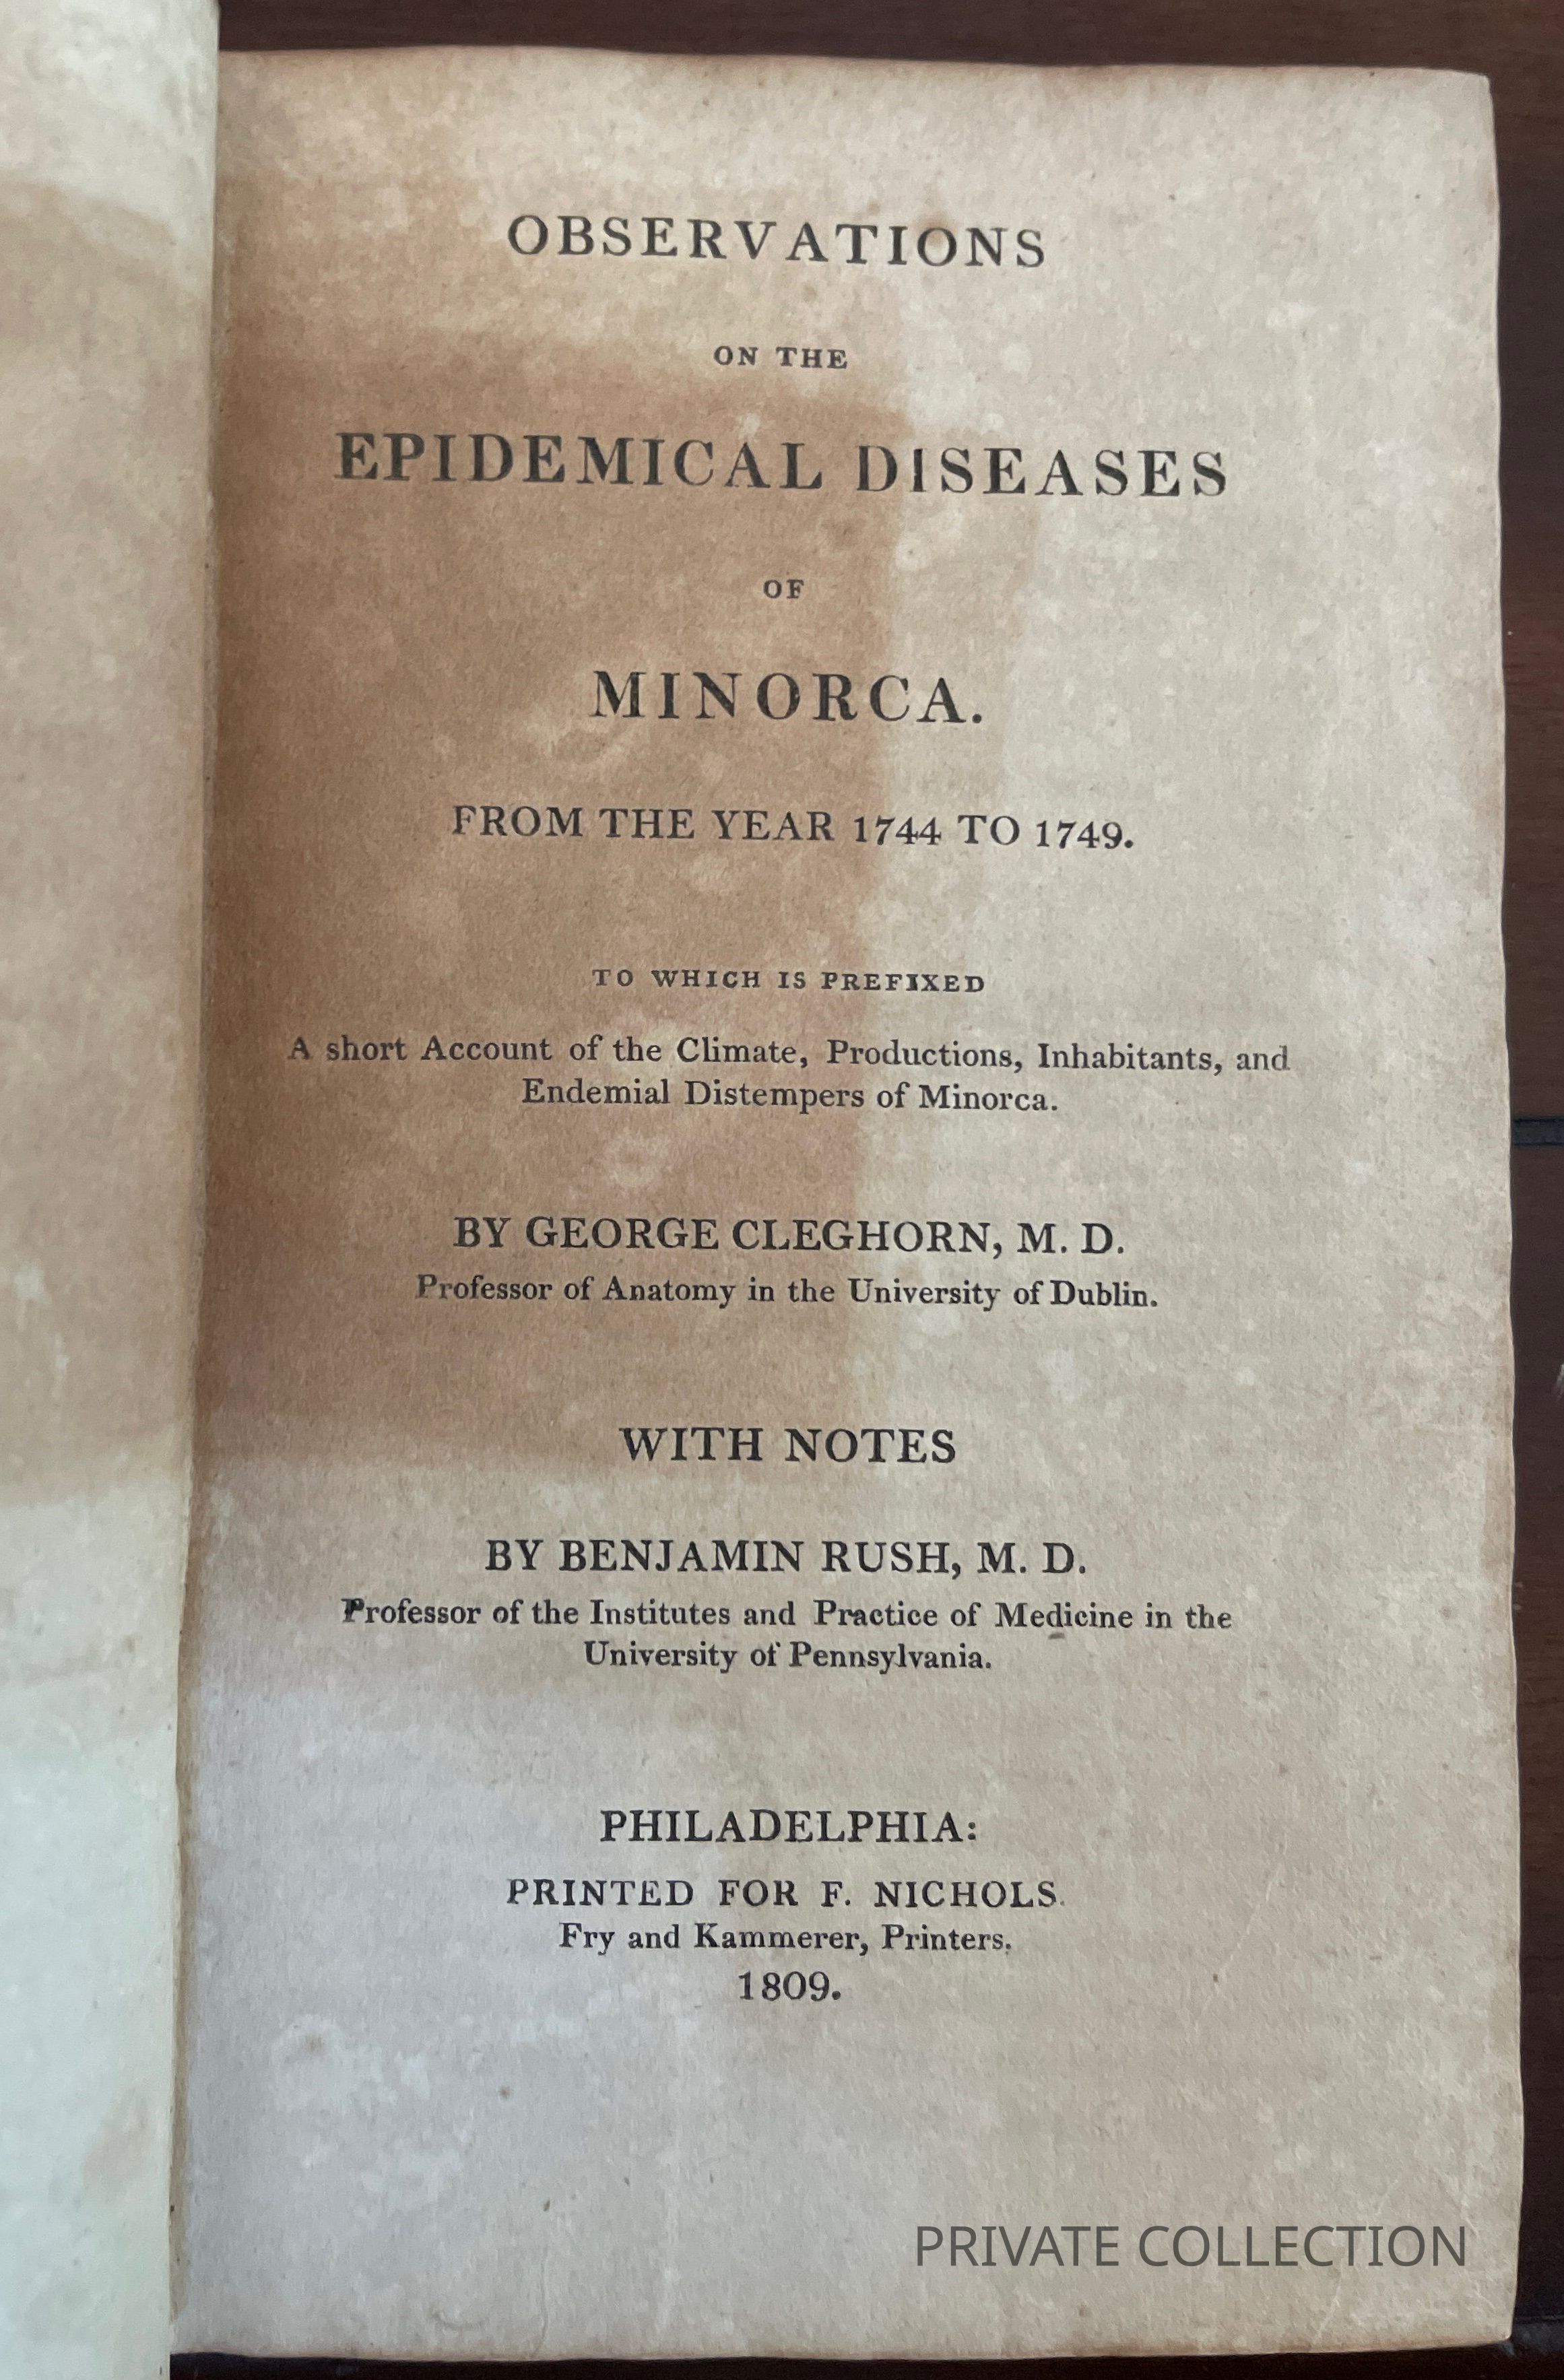 OBSERVATIONS
ON THE
EPIDEMICAL DISEASES
OF
MINORCA.
FROM THE YEAR 1744 TO 1749.
TO WHICH IS PREFIXED
A short Account of the Climate, Productions, Inhabitants, and
Endemial Distempers of Minorca.
BY GEORGE CLEGHORN, M. D.
Professor of Anatomy in the University of Dublin.
WITH NOTES
BY BENJAMIN RUSH, M. D.
Professor of the Institutes and Practice of Medicine in the
University of Pennsylvania.
PHILADELPHIA:
PRINTED FOR F. NICHOLS.
Fry and Kammerer, Printers.
1809.
PRIVATE COLLECTION